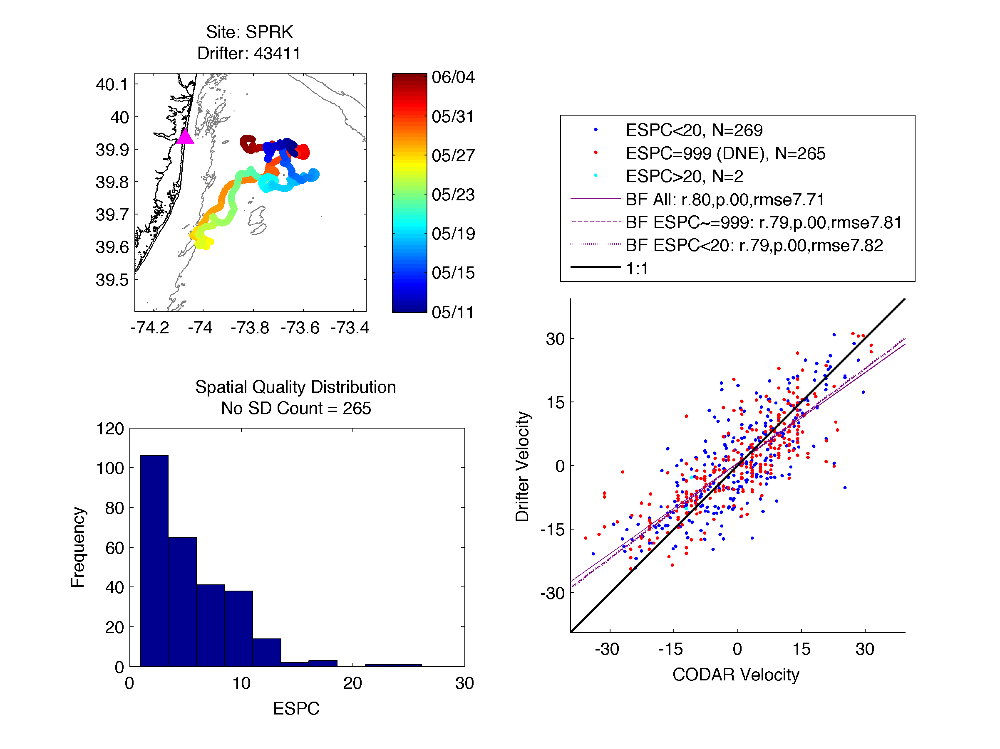 Site: SPRK
Drifter: 43411
40.1
40
39.9
39.8
39.7
39.6
39.5
-74.2
-74
-73.8
-73.6
-73.4
06/04
05/31
05/27
05/23
05/19
05/15
05/11
ESPC<20, N=269
ESPC=999 (DNE), N=265
ESPC>20, N=2
BF All: r.80,p.00,rmse7.71
BF ESPC~=999: r.79,p.00,rmse7.81
BF ESPC<20: r.79,p.00,rmse7.82
1:1
Spatial Quality Distribution
No SD Count = 265
Frequency
120
100
80
60
40
20
0
0
10
20
30
ESPC
Drifter Velocity
30
15
0
-15
-30
-30
-15
0
15
30
CODAR Velocity